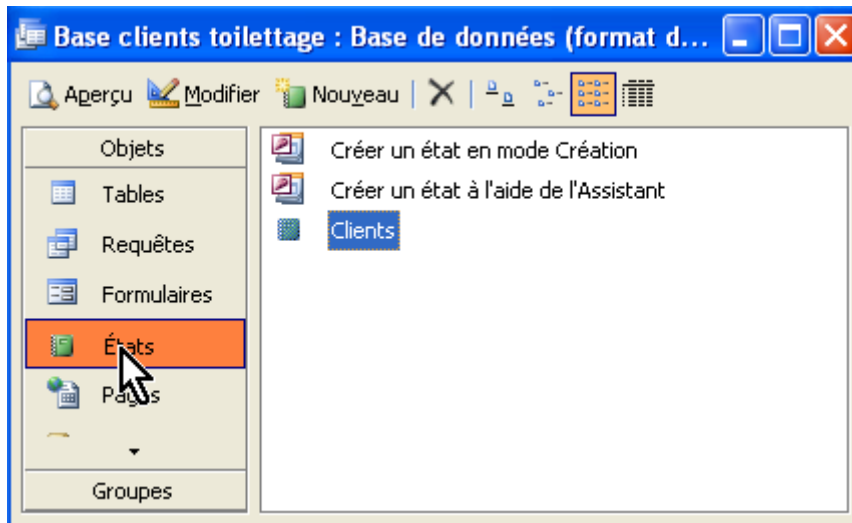 Base clients toilettage : Base de données (format d...
Aperçu Modifier Nouveau
Objets
Tables
Requêtes
Formulaires
États
Pages
Groupes
Créer un état en mode Création
Créer un état à l'aide de l'Assistant
Clients